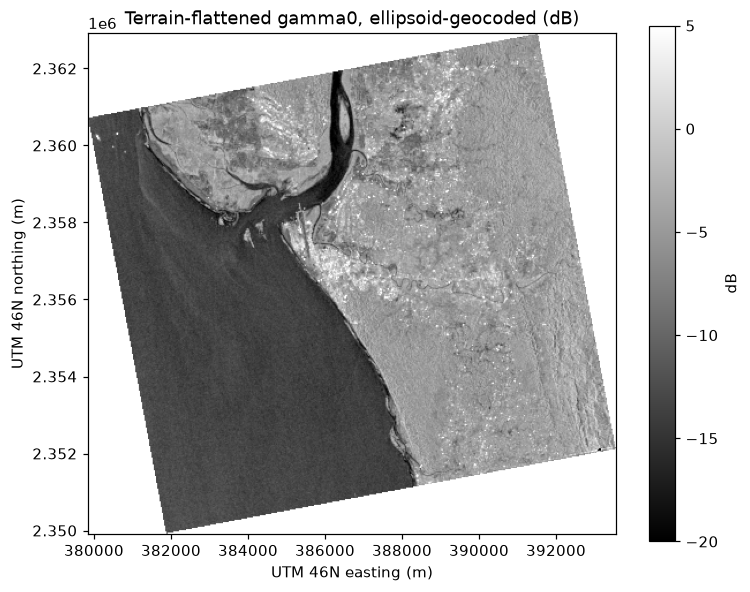 Terrain-flattened gamma0, ellipsoid-geocoded (dB)
1e6
2.362
2.360
2.358
2.356
2.354
2.352
2.350
UTM 46N northing (m)
380000 382000 384000 386000 388000 390000 392000
UTM 46N easting (m)
5
0
−5
−10
−15
−20
dB